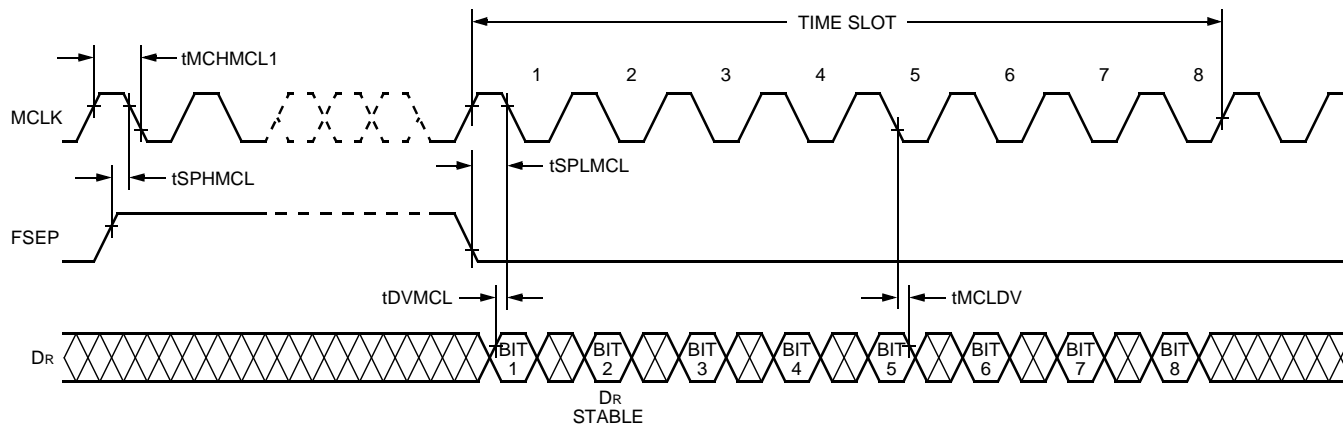 TIME SLOT
tMCHMCL1
1 2 3 4 5 6 7 8
MCLK
tSPHMCL
tSPLMCL
FSEP
tDVMCL
tMCLDV
DR
BIT 1
BIT 2
BIT 3
BIT 4
BIT 5
BIT 6
BIT 7
BIT 8
DR
STABLE